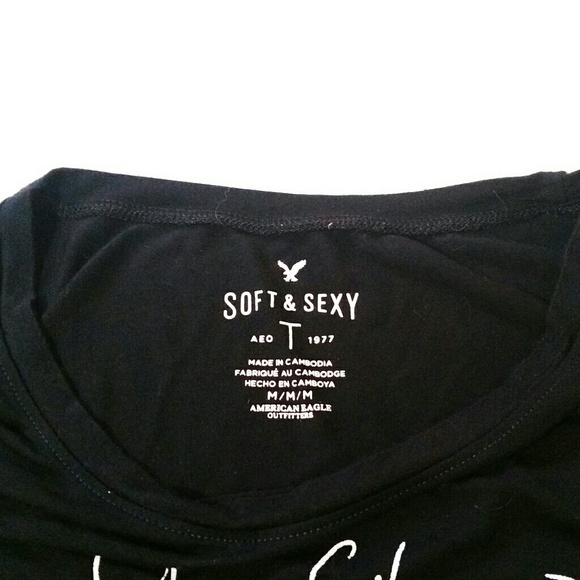 SOFT & SEXY
AEO T 1977
MADE IN CAMBODIA
FABRIQUÉ AU CAMBODGE
HECHO EN CAMBOYA
M/M/M
AMERICAN EAGLE
OUTFITTERS